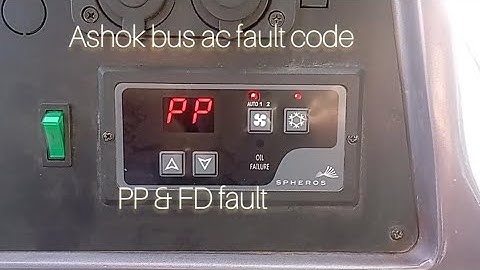 Ashok bus ac fault code
PP
AUTO 1 2
OIL
FAILURE
SPHEROS
PP & FD fault